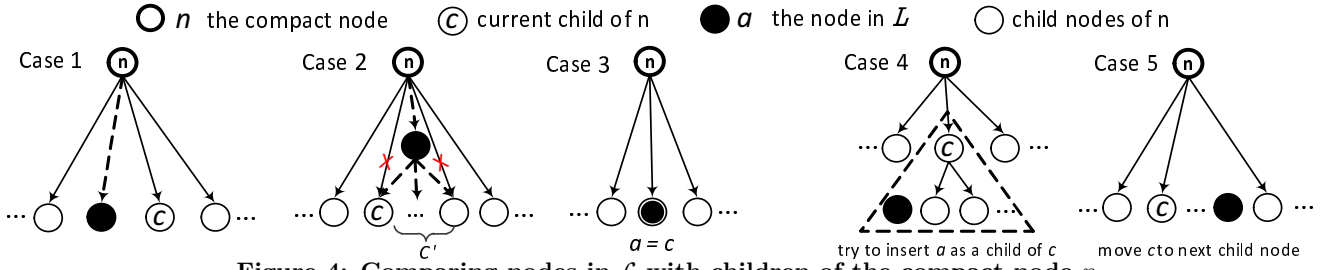 n the compact node c current child of n a the node in L child nodes of n
Case 1 n Case 2 n Case 3 n Case 4 n Case 5 n
... c ...
... c ... ...
C'
... ...
a = c
... c ...
...
try to insert a as a child of c
... c ... ...
move c to next child node
Figure 4: Comparing nodes in L with children of the compact node n